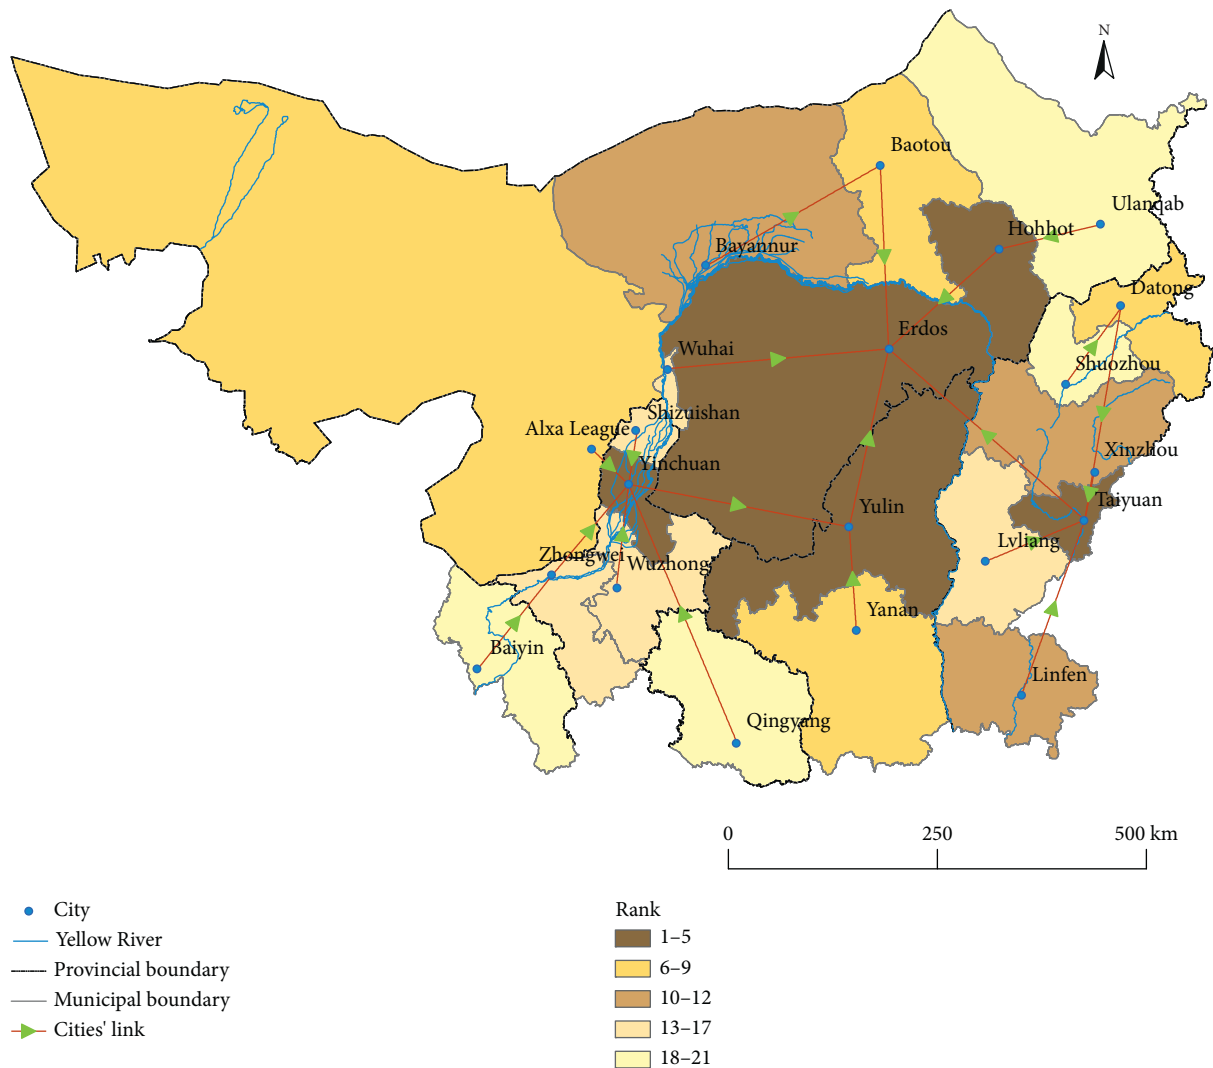 N
Baotou
Ulanqab
Hohhot
Bayannur
Datong
Erdos
Wuhai
Shuozhou
Shizuishan
Alxa League
Yinchuan
Xinzhou
Taiyuan
Yulin
Lvliang
Zhongwei
Wuzhong
Yanan
Baiyin
Linfen
Qingyang
0 250 500 km
City
Yellow River
Provincial boundary
Municipal boundary
Cities' link
Rank
1–5
6–9
10–12
13–17
18–21